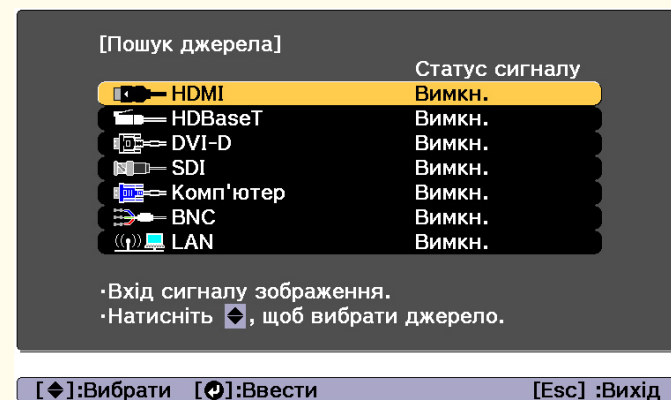 [Пошук джерела]
Статус сигналу
HDMI Вимкн.
HDBaseT Вимкн.
DVI-D Вимкн.
SDI Вимкн.
Комп'ютер Вимкн.
BNC Вимкн.
LAN Вимкн.
·Вхід сигналу зображення.
·Натисніть , щоб вибрати джерело.
[]:Вибрати []:Ввести [Esc] :Вихід